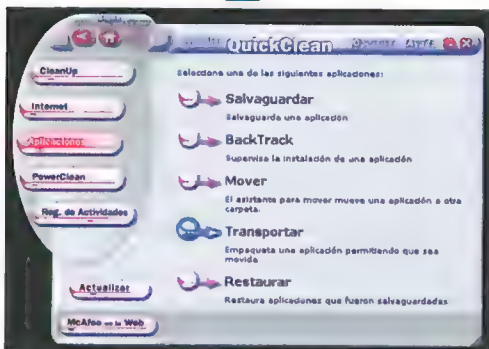 QuickClean
CleanUp
Internet
Aplicaciones
PowerClean
Reg. de Actividades
Actualizar
McAfee en la Web
Seleccione una de las siguientes aplicaciones:
Salvaguardar
Salvaguarda una aplicación
BackTrack
Supervisa la instalación de una aplicación
Mover
El asistente para mover mueve una aplicación a otra
carpeta.
Transportar
Empaqueta una aplicación permitiendo que sea
movida
Restaurar
Restaura aplicaciones que fueron salvaguardadas